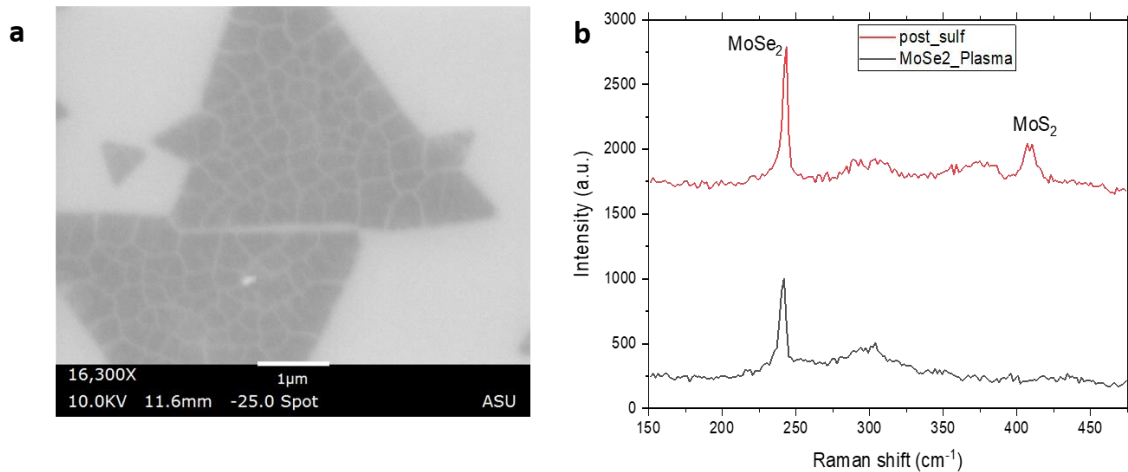 a
16,300X
1μm
10.0KV 11.6mm -25.0 Spot ASU
b
3000
2500
2000
1500
1000
500
0
Intensity (a.u.)
post_sulf
MoSe2_Plasma
MoSe₂
MoS₂
150 200 250 300 350 400 450
Raman shift (cm⁻¹)